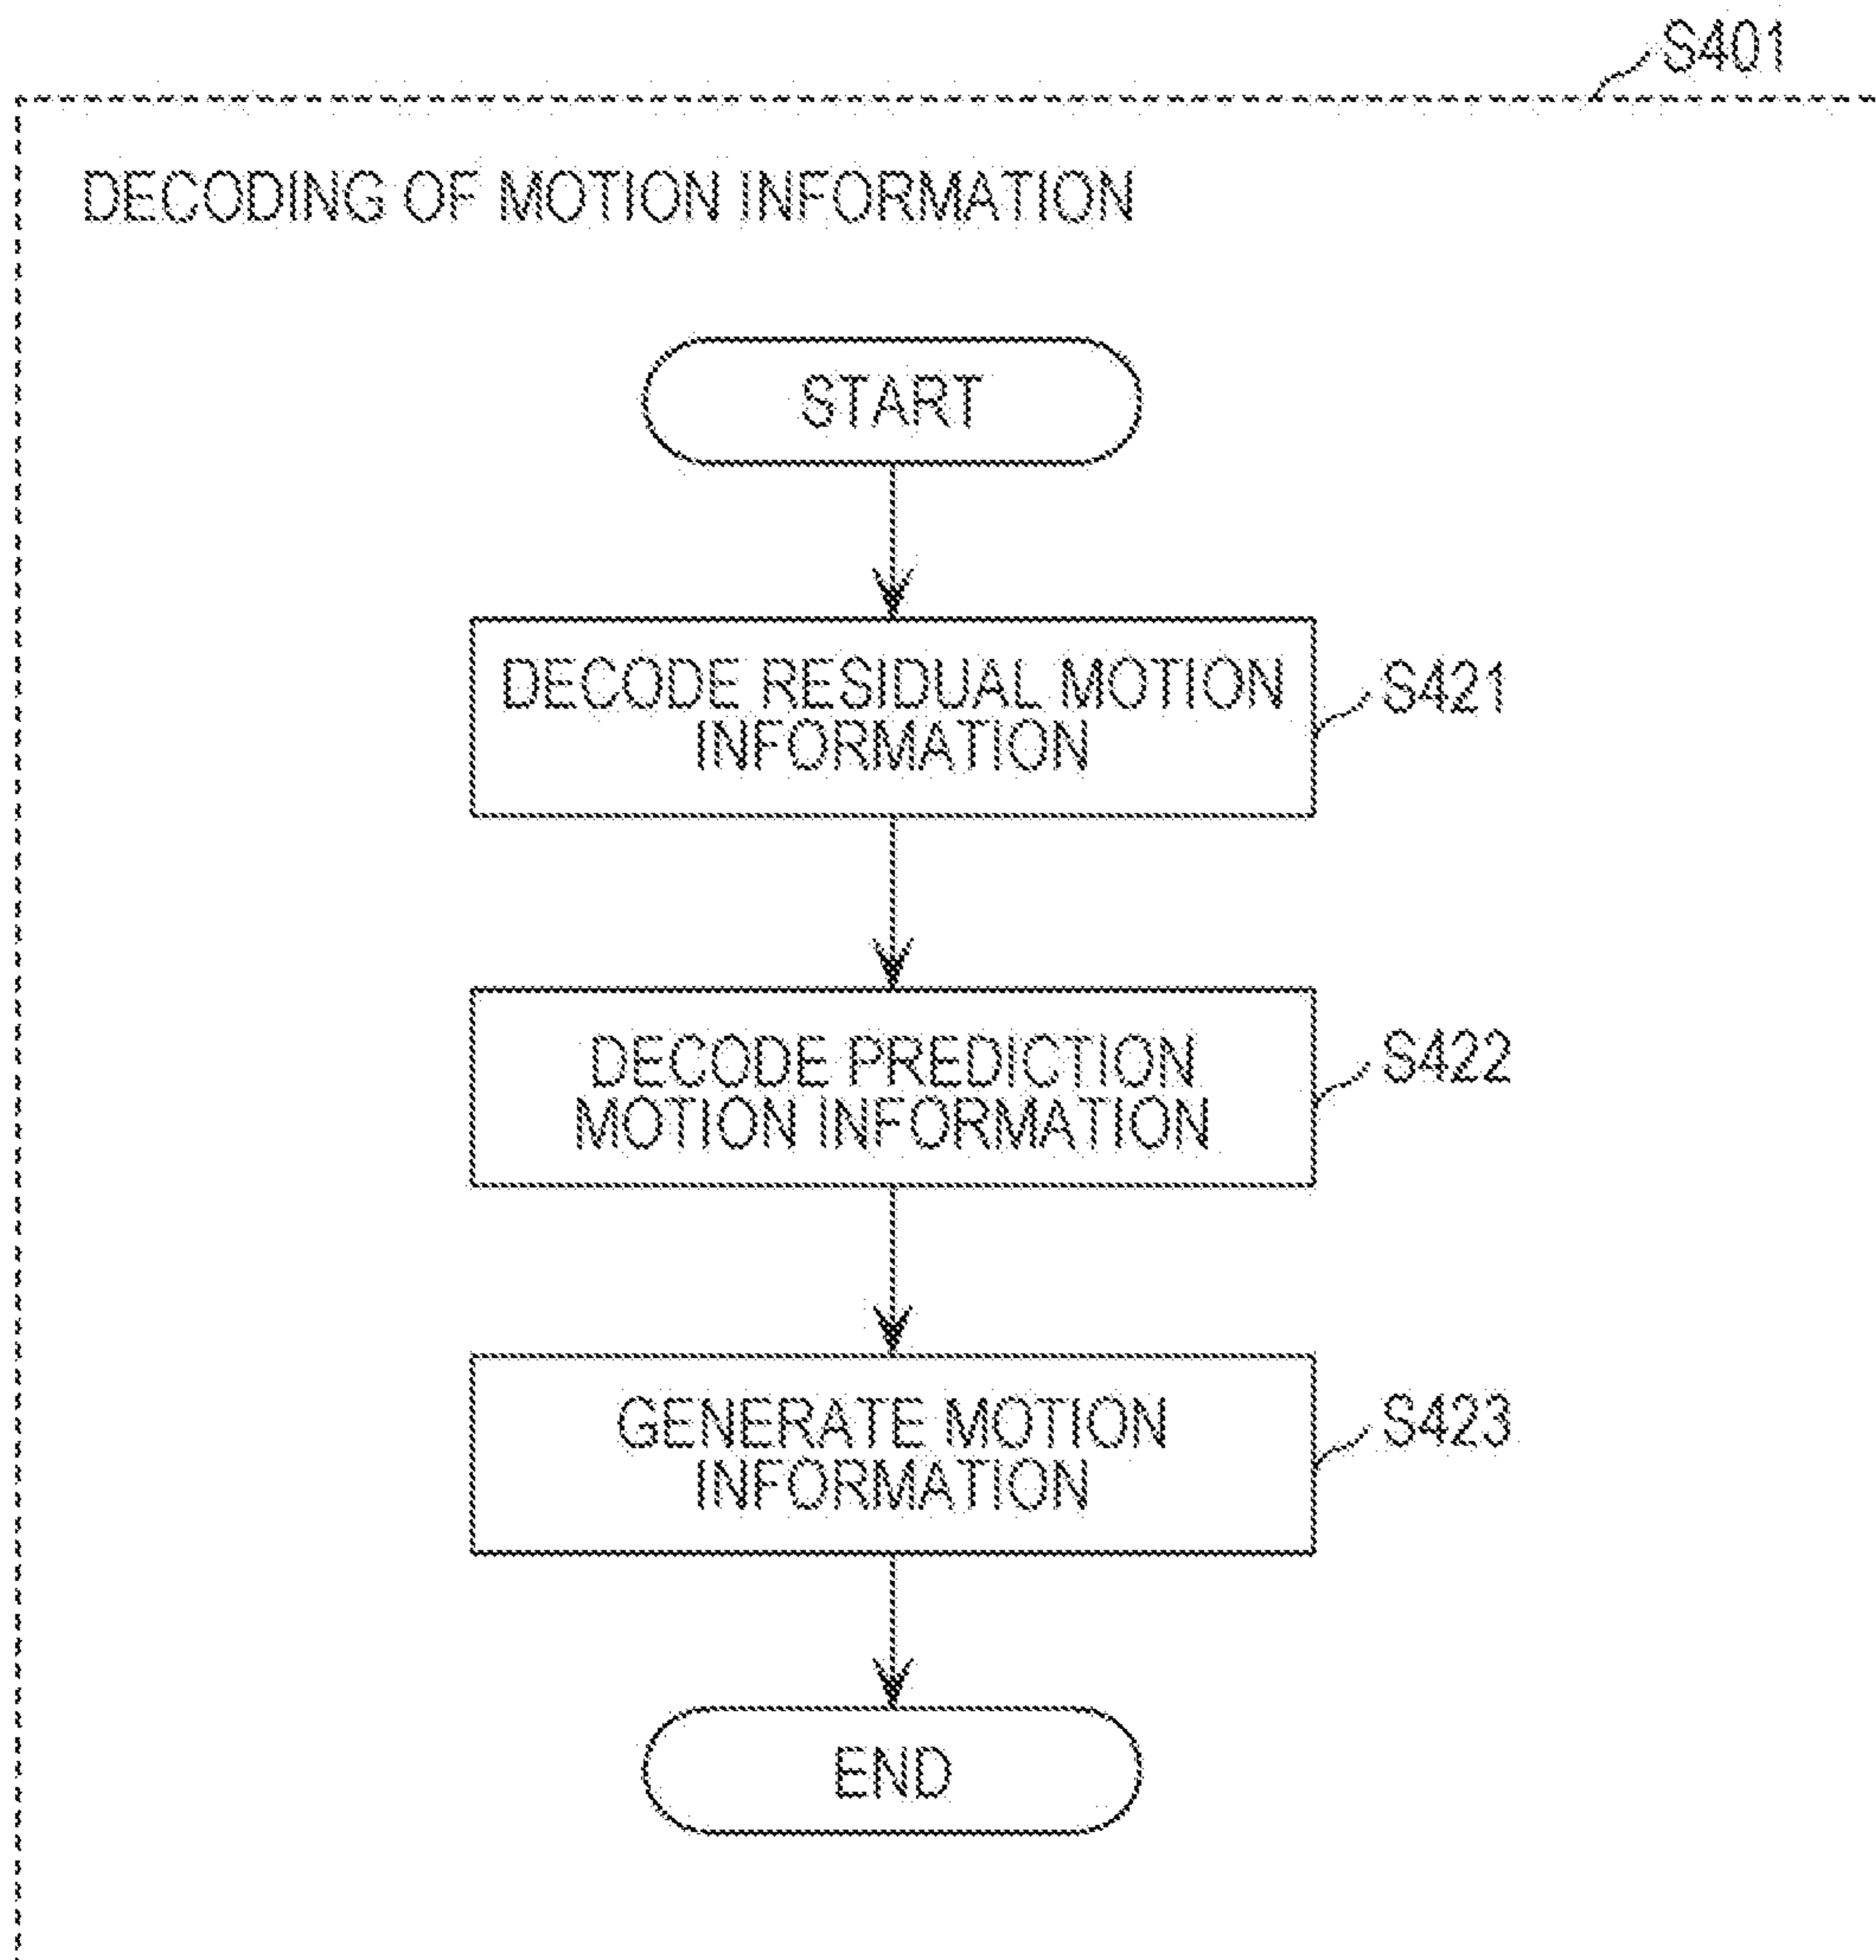 S401
DECODING OF MOTION INFORMATION
START
DECODE RESIDUAL MOTION
INFORMATION
S421
DECODE PREDICTION
MOTION INFORMATION
S422
GENERATE MOTION
INFORMATION
S423
END